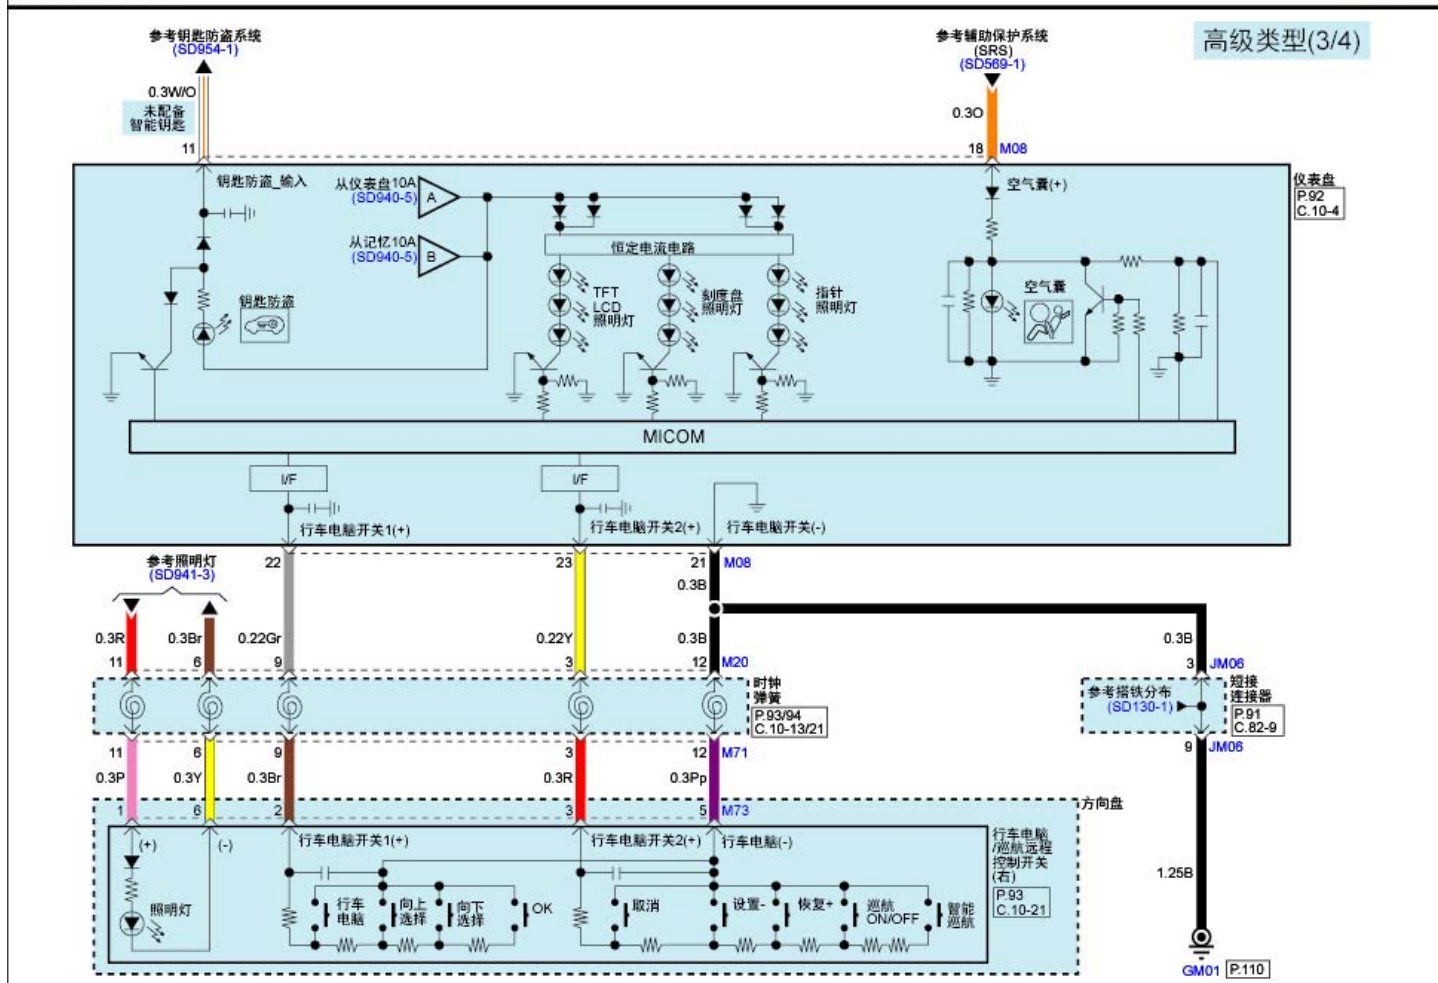 参考钥匙防盗系统
(SD954-1)
参考辅助保护系统
(SRS)
(SD569-1)
高级类型(3/4)
0.3W/O
未配备
智能钥匙
11
0.3O
18
M08
钥匙防盗_输入
从仪表盘10A
(SD940-5)
A
空气囊(+)
仪表盘
P.92
C.10-4
从记忆10A
(SD940-5)
B
恒定电流电路
钥匙防盗
TFT
LCD
照明灯
刻度盘
照明灯
指针
照明灯
空气囊
MICOM
I/F
I/F
行车电脑开关1(+)
行车电脑开关2(+)
行车电脑开关(-)
参考照明灯
(SD941-3)
22
23
21
M08
0.3B
0.3R
0.3Br
0.22Gr
0.22Y
0.3B
0.3B
11
6
9
3
12
M20
3
JM06
时钟
弹簧
P.93/94
C.10-13/21
参考搭铁分布
(SD130-1)
短接
连接器
P.91
C.82-9
11
6
9
3
12
M71
9
JM06
0.3P
0.3Y
0.3Br
0.3R
0.3Pp
1
6
2
3
5
M73
方向盘
(+)
(-)
行车电脑开关1(+)
行车电脑开关2(+)
行车电脑(-)
行车电脑
/巡航远程
控制开关
(右)
P.93
C.10-21
1.25B
照明灯
行车
电脑
向上
选择
向下
选择
OK
取消
设置-
恢复+
巡航
ON/OFF
智能
巡航
GM01
P.110